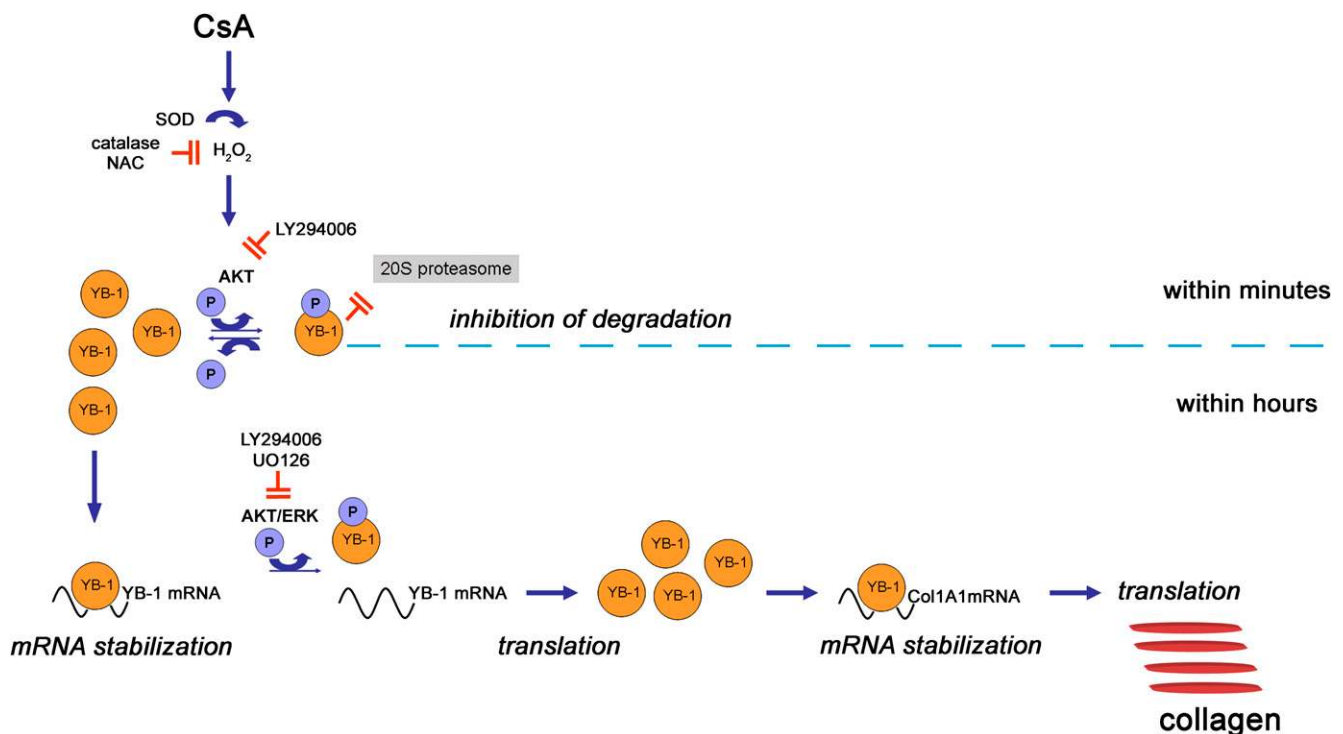 CsA
SOD
catalase
NAC
H2O2
LY294006
20S proteasome
AKT
P
P
YB-1
YB-1
YB-1
YB-1
YB-1
P
inhibition of degradation
within minutes
within hours
LY294006
UO126
AKT/ERK
P
P
YB-1
YB-1
YB-1 mRNA
mRNA stabilization
YB-1 mRNA
translation
YB-1
YB-1
YB-1
YB-1
YB-1
Col1A1mRNA
mRNA stabilization
translation
collagen